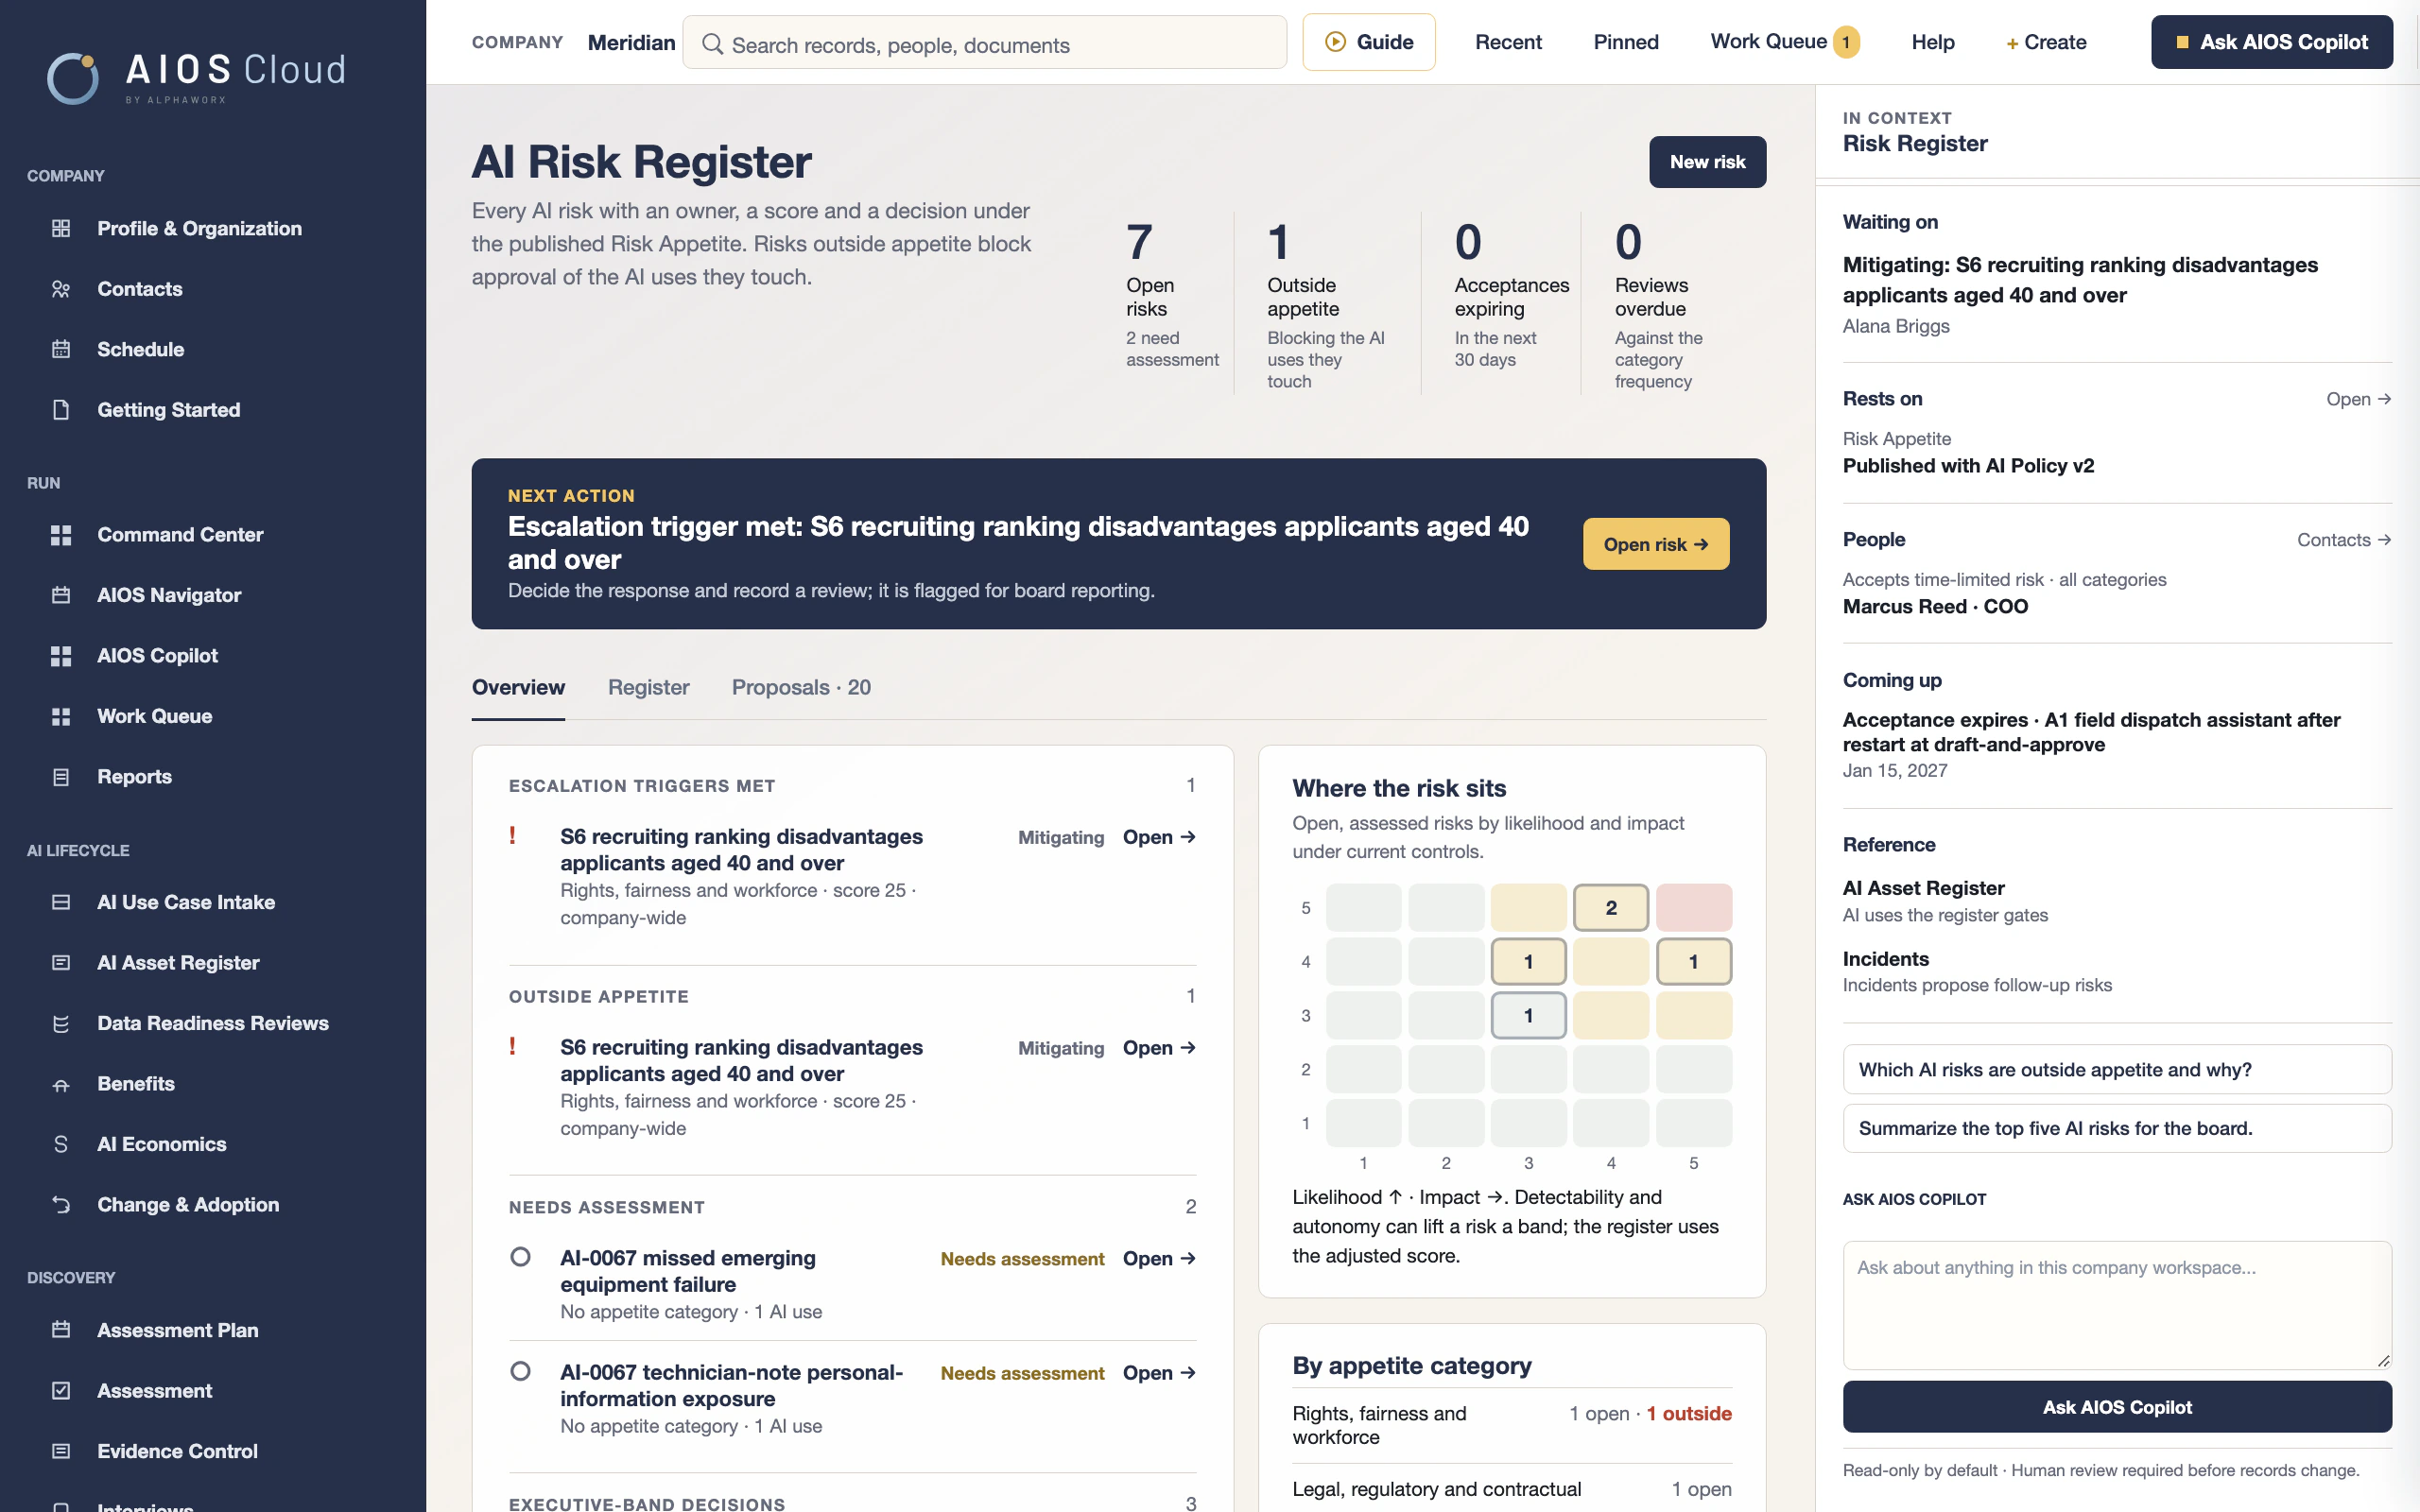 AIOS Cloud
BY ALPHAWORX
COMPANY
Profile & Organization
Contacts
Schedule
Getting Started
RUN
Command Center
AIOS Navigator
AIOS Copilot
Work Queue
Reports
AI LIFECYCLE
AI Use Case Intake
AI Asset Register
Data Readiness Reviews
Benefits
AI Economics
Change & Adoption
DISCOVERY
Assessment Plan
Assessment
Evidence Control
Interviews
COMPANY Meridian
Search records, people, documents
Guide
Recent
Pinned
Work Queue 1
Help
+ Create
Ask AIOS Copilot
AI Risk Register
New risk
Every AI risk with an owner, a score and a decision under
the published Risk Appetite. Risks outside appetite block
approval of the AI uses they touch.
7
Open
risks
2 need
assessment
1
Outside
appetite
Blocking the AI
uses they
touch
0
Acceptances
expiring
In the next
30 days
0
Reviews
overdue
Against the
category
frequency
NEXT ACTION
Escalation trigger met: S6 recruiting ranking disadvantages applicants aged 40
and over
Decide the response and record a review; it is flagged for board reporting.
Open risk →
Overview
Register
Proposals · 20
ESCALATION TRIGGERS MET 1
! S6 recruiting ranking disadvantages Mitigating Open →
applicants aged 40 and over
Rights, fairness and workforce · score 25 ·
company-wide
OUTSIDE APPETITE 1
! S6 recruiting ranking disadvantages Mitigating Open →
applicants aged 40 and over
Rights, fairness and workforce · score 25 ·
company-wide
NEEDS ASSESSMENT 2
AI-0067 missed emerging Needs assessment Open →
equipment failure
No appetite category · 1 AI use
AI-0067 technician-note personal- Needs assessment Open →
information exposure
No appetite category · 1 AI use
EXECUTIVE-BAND DECISIONS 3
Where the risk sits
Open, assessed risks by likelihood and impact
under current controls.
5 2
4 1 1
3 1
2
1
1 2 3 4 5
Likelihood ↑ · Impact →. Detectability and
autonomy can lift a risk a band; the register uses
the adjusted score.
By appetite category
Rights, fairness and 1 open · 1 outside
workforce
Legal, regulatory and contractual 1 open
IN CONTEXT
Risk Register
Waiting on
Mitigating: S6 recruiting ranking disadvantages
applicants aged 40 and over
Alana Briggs
Rests on Open →
Risk Appetite
Published with AI Policy v2
People Contacts →
Accepts time-limited risk · all categories
Marcus Reed · COO
Coming up
Acceptance expires · A1 field dispatch assistant after
restart at draft-and-approve
Jan 15, 2027
Reference
AI Asset Register
AI uses the register gates
Incidents
Incidents propose follow-up risks
Which AI risks are outside appetite and why?
Summarize the top five AI risks for the board.
ASK AIOS COPILOT
Ask about anything in this company workspace...
Ask AIOS Copilot
Read-only by default · Human review required before records change.